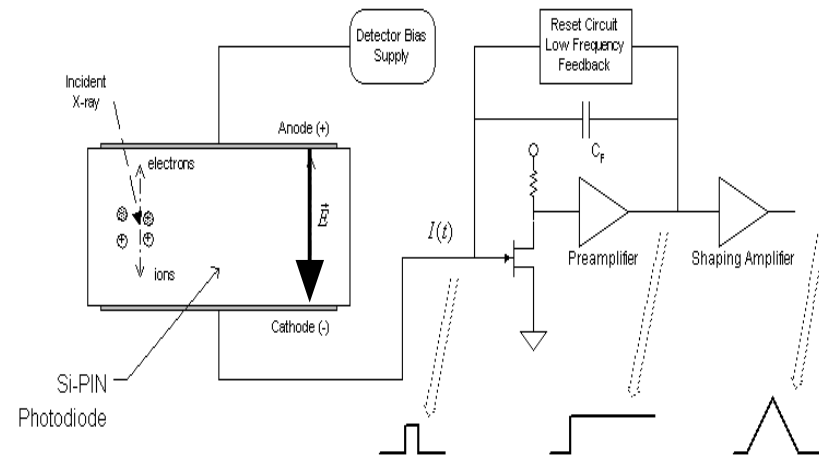 Detector Bias
Supply
Reset Circuit
Low Frequency
Feedback
Incident
X-ray
Anode (+)
electrons
C_F
E
I(t)
Preamplifier
Shaping Amplifier
ions
Cathode (-)
Si-PIN
Photodiode